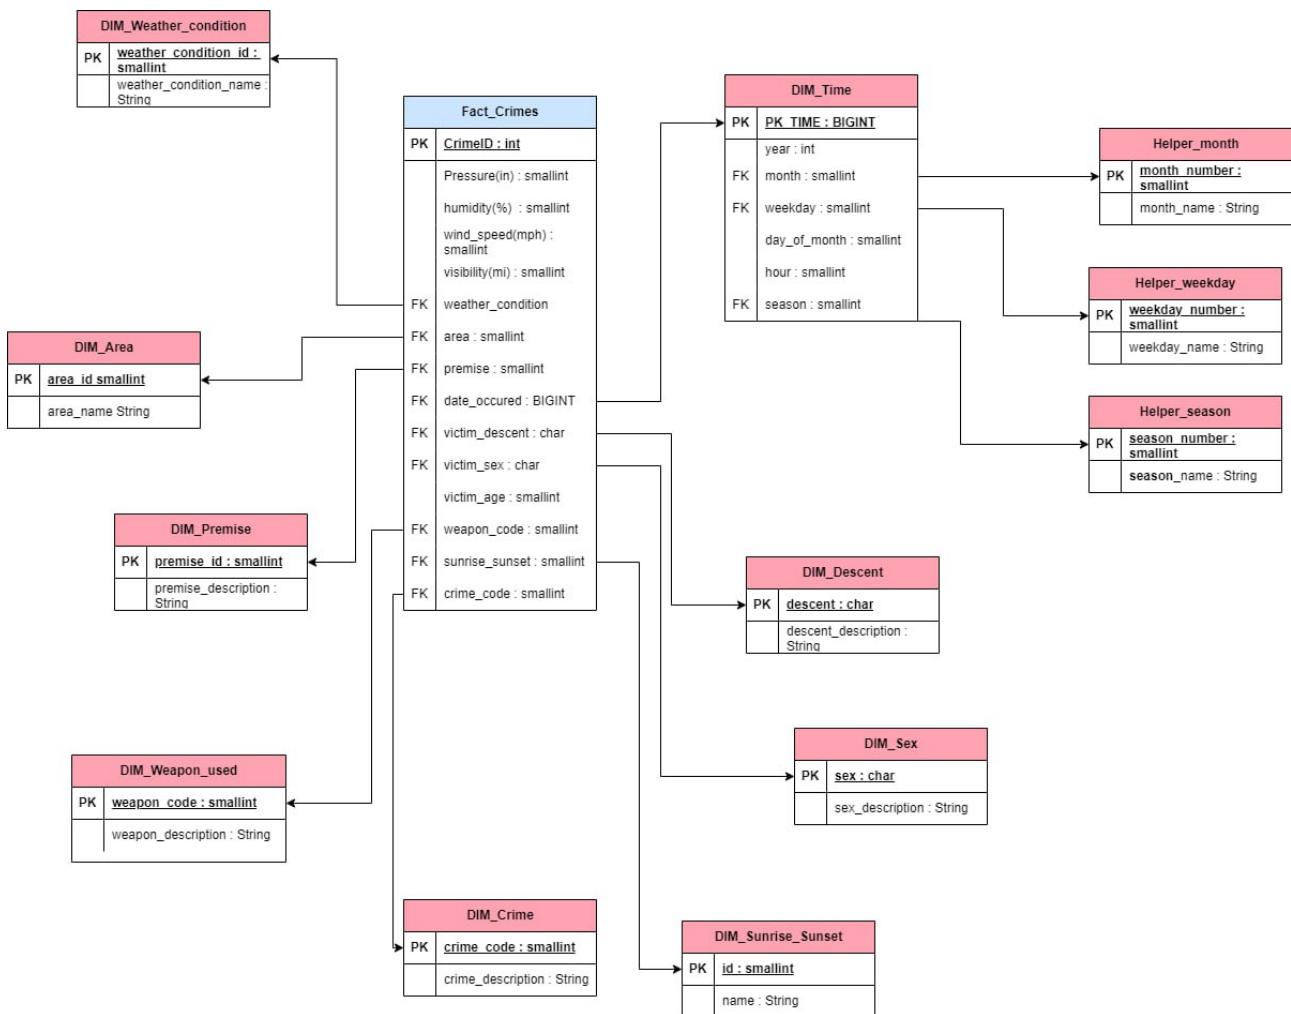 DIM_Weather_condition
PK
weather_condition_id :
smallint
weather_condition_name :
String
Fact_Crimes
PK
CrimeID : int
Pressure(in) : smallint
humidity(%) : smallint
wind_speed(mph) :
smallint
visibility(mi) : smallint
FK
weather_condition
FK
area : smallint
FK
premise : smallint
FK
date_occured : BIGINT
FK
victim_descent : char
FK
victim_sex : char
victim_age : smallint
FK
weapon_code : smallint
FK
sunrise_sunset : smallint
FK
crime_code : smallint
DIM_Time
PK
PK_TIME : BIGINT
year : int
FK
month : smallint
FK
weekday : smallint
day_of_month : smallint
hour : smallint
FK
season : smallint
Helper_month
PK
month_number :
smallint
month_name : String
Helper_weekday
PK
weekday_number :
smallint
weekday_name : String
Helper_season
PK
season_number :
smallint
season_name : String
DIM_Area
PK
area_id smallint
area_name String
DIM_Premise
PK
premise_id : smallint
premise_description :
String
DIM_Descent
PK
descent : char
descent_description :
String
DIM_Sex
PK
sex : char
sex_description : String
DIM_Weapon_used
PK
weapon_code : smallint
weapon_description : String
DIM_Crime
PK
crime_code : smallint
crime_description : String
DIM_Sunrise_Sunset
PK
id : smallint
name : String